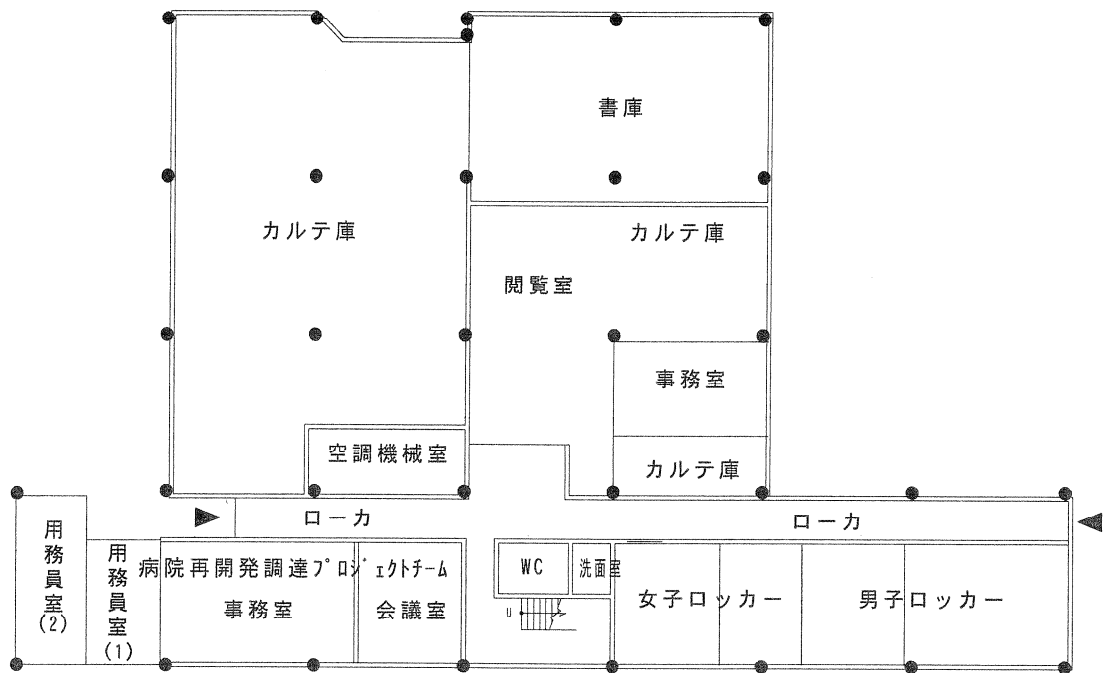 書庫
カルテ庫
カルテ庫
閲覧室
事務室
空調機械室
カルテ庫
ローカ
ローカ
用務員室(2)
用務員室(1)
病院再開発調達プロジェクトチーム
事務室
会議室
WC
洗面室
U
女子ロッカー
男子ロッカー